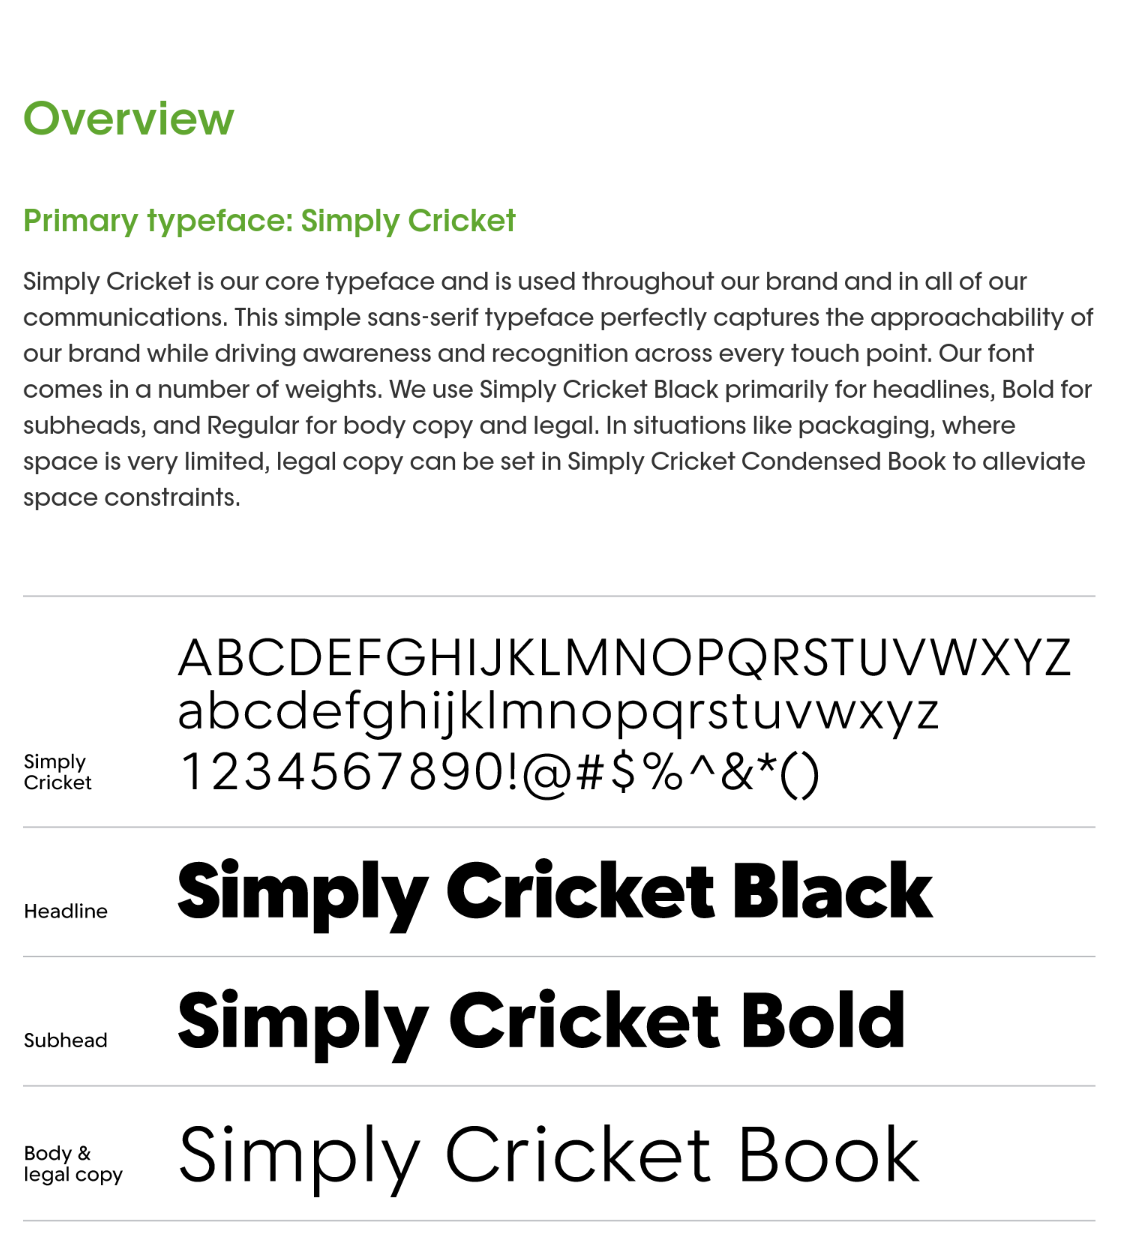 Overview
Primary typeface: Simply Cricket
Simply Cricket is our core typeface and is used throughout our brand and in all of our
communications. This simple sans-serif typeface perfectly captures the approachability of
our brand while driving awareness and recognition across every touch point. Our font
comes in a number of weights. We use Simply Cricket Black primarily for headlines, Bold for
subheads, and Regular for body copy and legal. In situations like packaging, where
space is very limited, legal copy can be set in Simply Cricket Condensed Book to alleviate
space constraints.
Simply
Cricket
ABCDEFGHIJKLMNOPQRSTUVWXYZ
abcdefghijklmnopqrstuvwxyz
1234567890!@#$%^&*()
Headline
Simply Cricket Black
Subhead
Simply Cricket Bold
Body &
legal copy
Simply Cricket Book